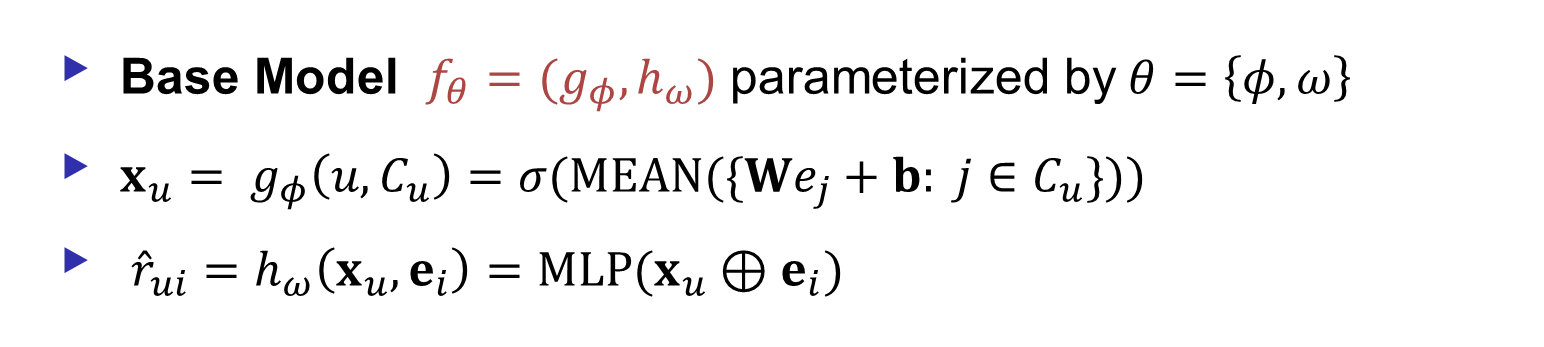 Base Model f_θ = (g_ϕ, h_ω) parameterized by θ = {ϕ, ω}
𝐱_u = g_ϕ(u, C_u) = σ(MEAN({𝐖e_j + 𝐛: j ∈ C_u}))
r̂_ui = h_ω(𝐱_u, 𝐞_i) = MLP(𝐱_u ⊕ 𝐞_i)